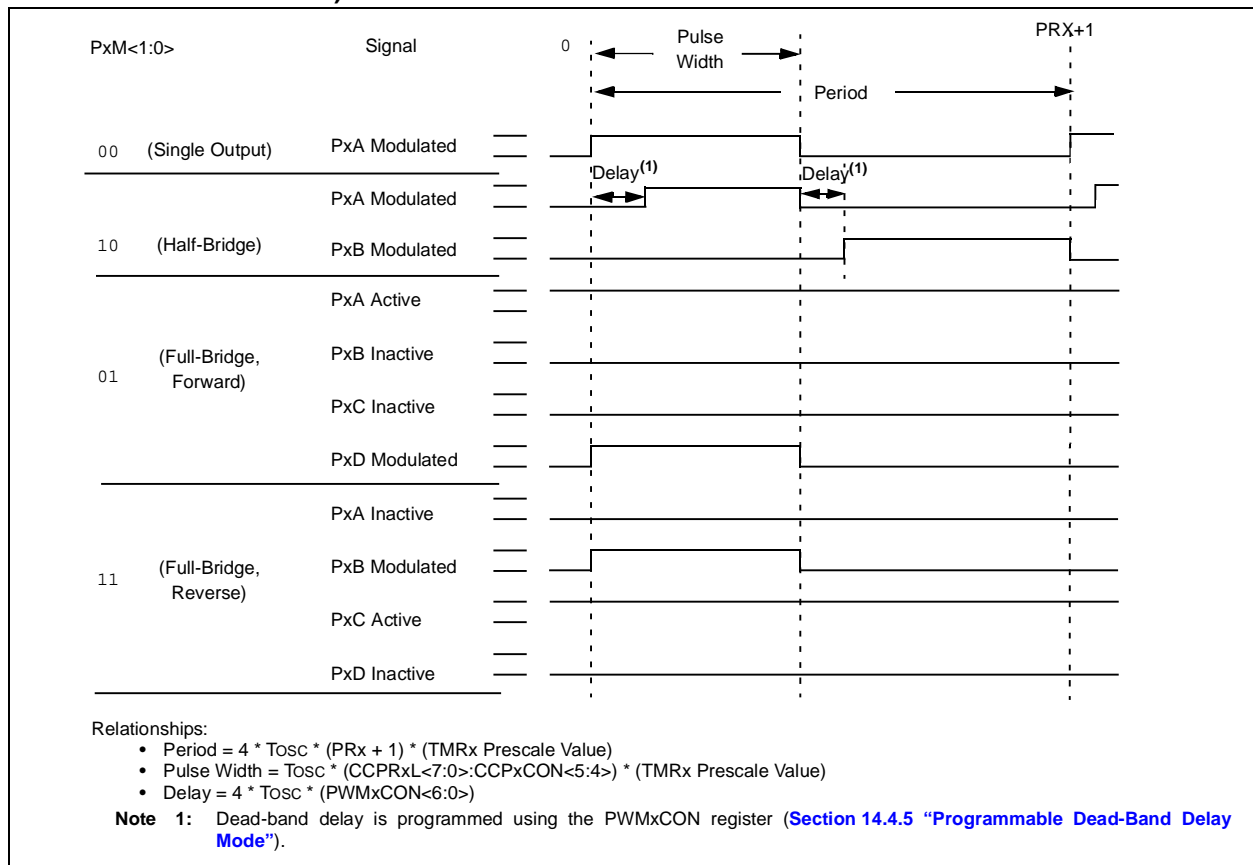 PxM<1:0>
Signal
0
Pulse
Width
PRX+1
Period
00 (Single Output) PxA Modulated
Delay(1) Delay(1)
PxA Modulated
10 (Half-Bridge) PxB Modulated
PxA Active
PxB Inactive
01 (Full-Bridge,
Forward)
PxC Inactive
PxD Modulated
PxA Inactive
PxB Modulated
11 (Full-Bridge,
Reverse)
PxC Active
PxD Inactive
Relationships:
• Period = 4 * TOSC * (PRx + 1) * (TMRx Prescale Value)
• Pulse Width = TOSC * (CCPRxL<7:0>:CCPxCON<5:4>) * (TMRx Prescale Value)
• Delay = 4 * TOSC * (PWMxCON<6:0>)
Note 1: Dead-band delay is programmed using the PWMxCON register (Section 14.4.5 “Programmable Dead-Band Delay
Mode”).